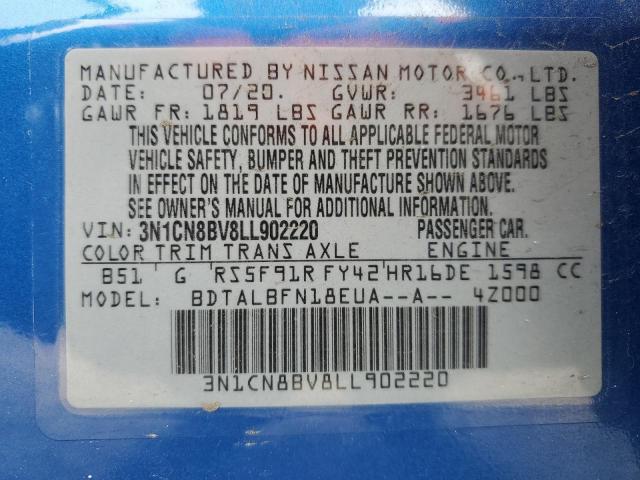 MANUFACTURED BY NISSAN MOTOR CO., LTD.
DATE: 07/20. GVWR: 3461 LBS
GAWR FR: 1819 LBS GAWR RR: 1676 LBS
THIS VEHICLE CONFORMS TO ALL APPLICABLE FEDERAL MOTOR
VEHICLE SAFETY, BUMPER AND THEFT PREVENTION STANDARDS
IN EFFECT ON THE DATE OF MANUFACTURE SHOWN ABOVE.
SEE OWNER'S MANUAL FOR ADDITIONAL INFORMATION.
VIN: 3N1CN8BV8LL902220 PASSENGER CAR.
COLOR TRIM TRANS AXLE ENGINE
B51 G RS5F91R FY42 HR16DE 1598 CC
MODEL: BDTALBFN18EUA--A-- 4Z000
3N1CN8BV8LL902220